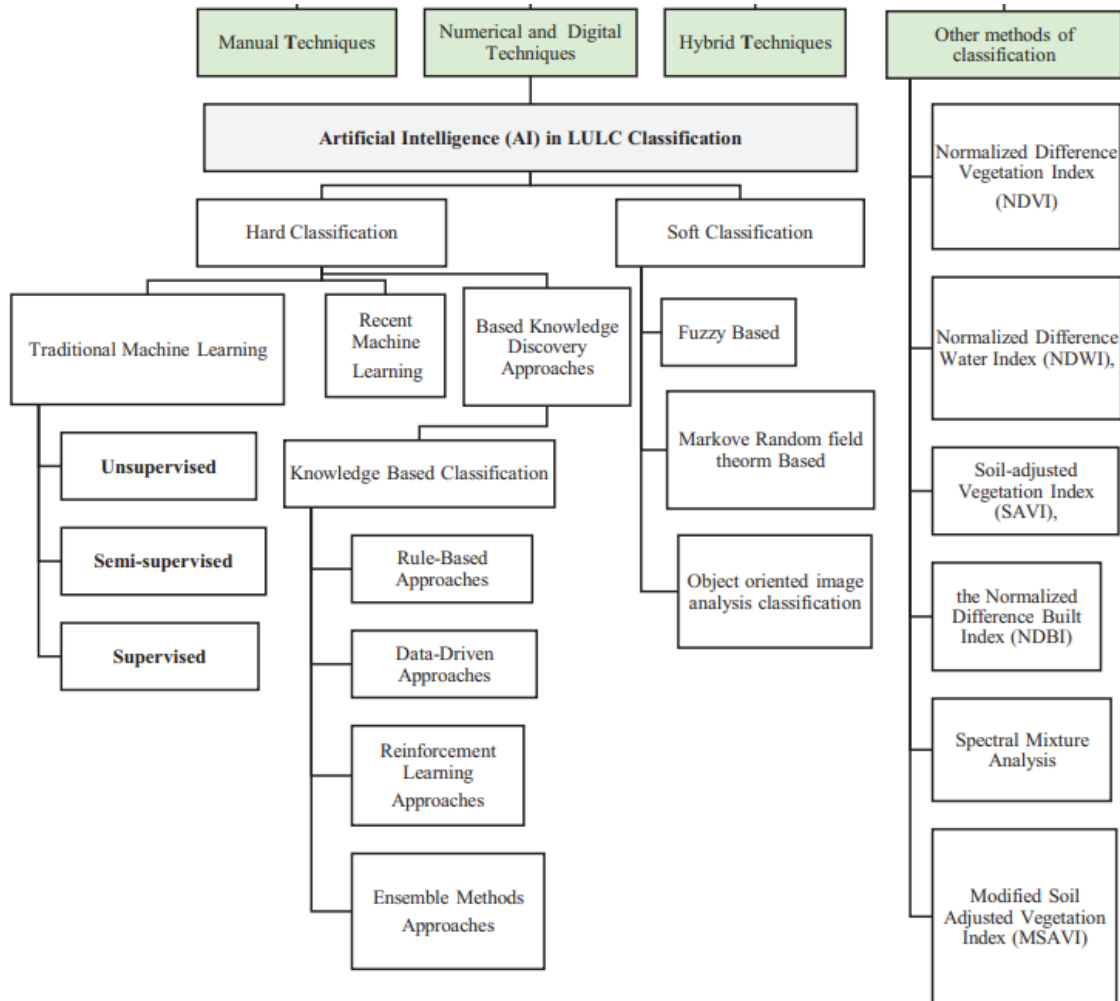 Manual Techniques
Numerical and Digital
Techniques
Hybrid Techniques
Other methods of
classification
Artificial Intelligence (AI) in LULC Classification
Hard Classification
Soft Classification
Traditional Machine Learning
Recent
Machine
Learning
Based Knowledge
Discovery
Approaches
Unsupervised
Semi-supervised
Supervised
Knowledge Based Classification
Rule-Based
Approaches
Data-Driven
Approaches
Reinforcement
Learning
Approaches
Ensemble Methods
Approaches
Fuzzy Based
Markove Random field
theorm Based
Object oriented image
analysis classification
Normalized Difference
Vegetation Index
(NDVI)
Normalized Difference
Water Index (NDWI),
Soil-adjusted
Vegetation Index
(SAVI),
the Normalized
Difference Built
Index (NDBI)
Spectral Mixture
Analysis
Modified Soil
Adjusted Vegetation
Index (MSAVI)